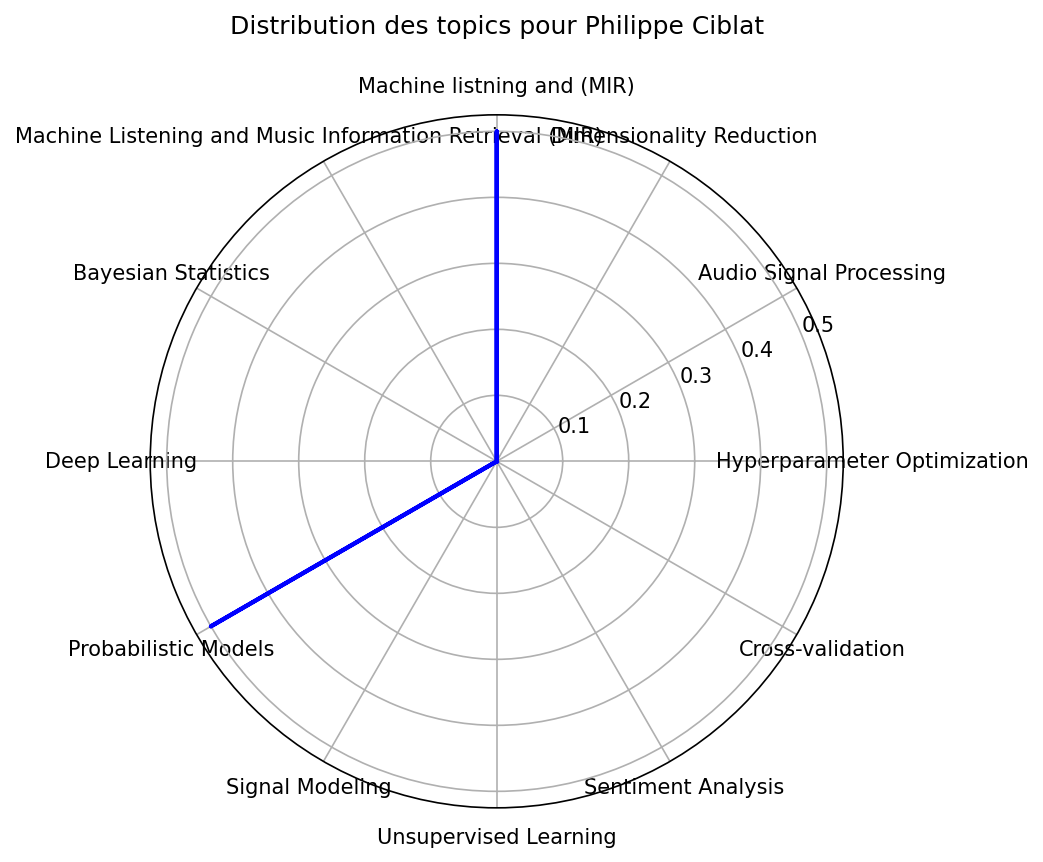 Distribution des topics pour Philippe Ciblat
Machine listning and (MIR)
Machine Listening and Music Information Retrieval (MIR)
Dimensionality Reduction
Bayesian Statistics
Audio Signal Processing
0.5
0.4
0.3
0.2
0.1
Deep Learning
Hyperparameter Optimization
Probabilistic Models
Cross-validation
Signal Modeling
Sentiment Analysis
Unsupervised Learning